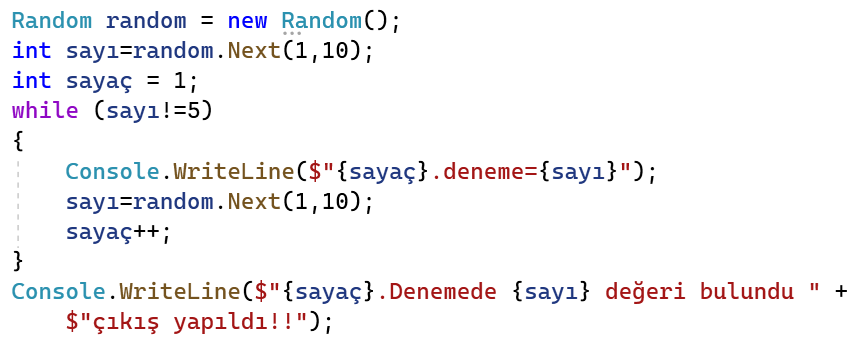 Random random = new Random();
int sayı=random.Next(1,10);
int sayaç = 1;
while (sayı!=5)
{
    Console.WriteLine($"{sayaç}.deneme={sayı}");
    sayı=random.Next(1,10);
    sayaç++;
}
Console.WriteLine($"{sayaç}.Denemede {sayı} değeri bulundu " +
    $"çıkış yapıldı!!");